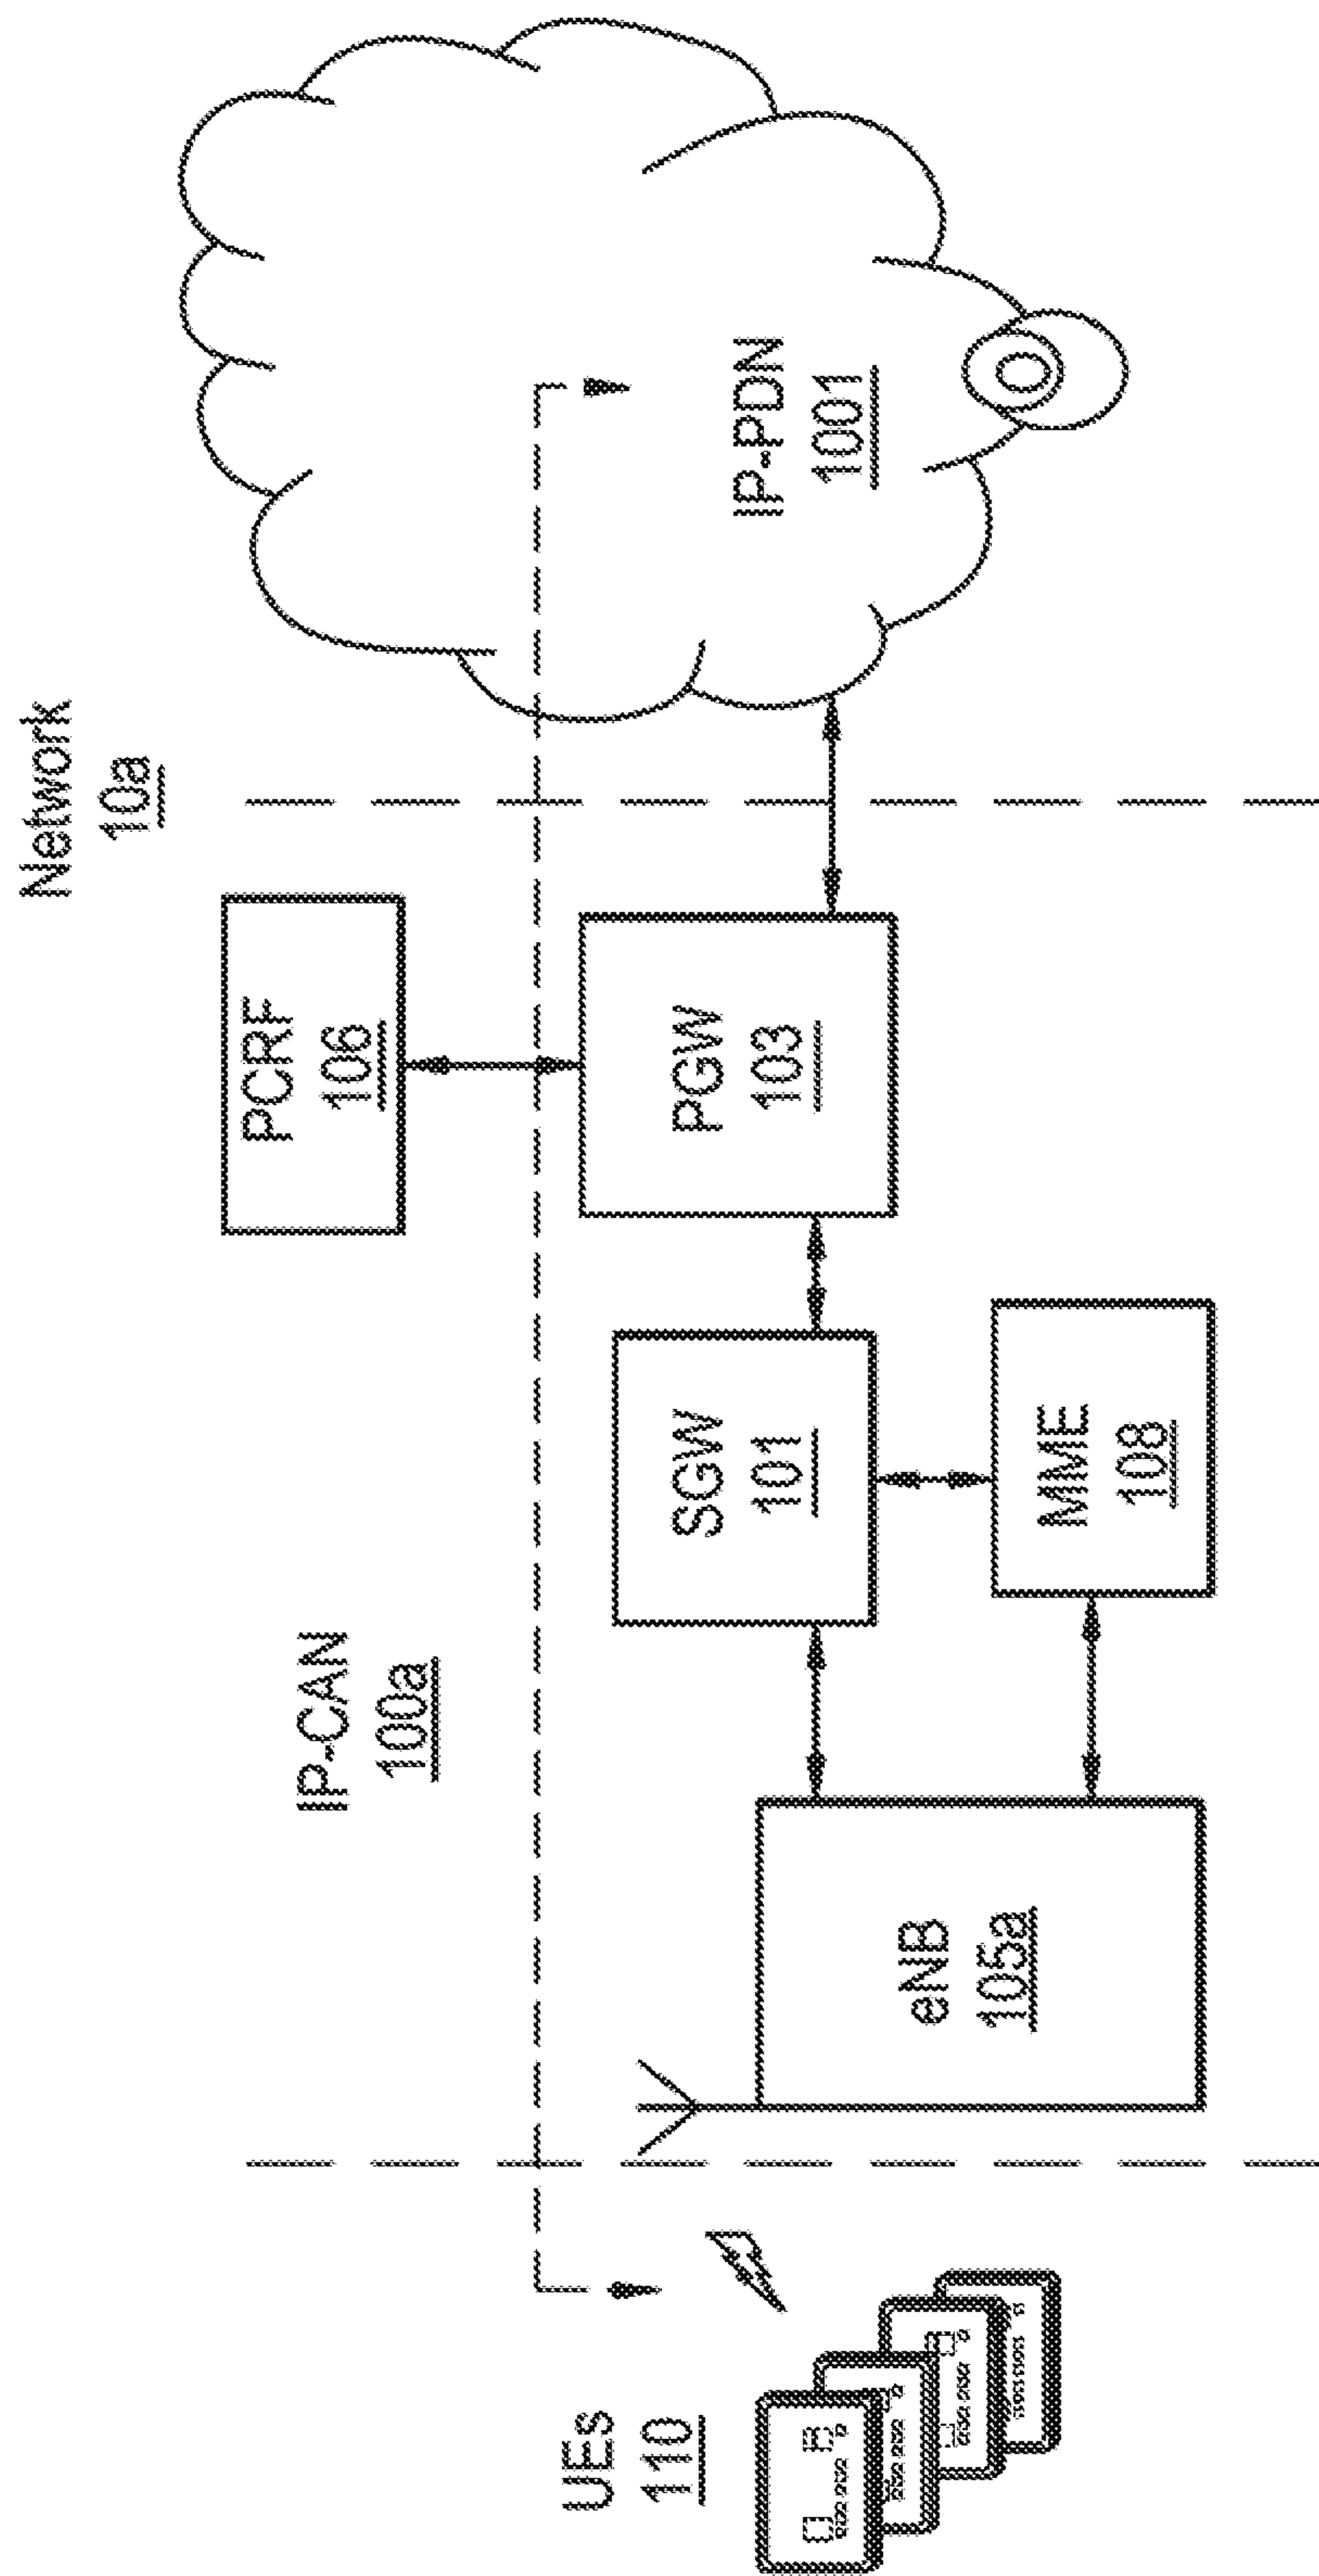 Network
10a
IP-CAN
100a
PCRF
106
UEs
110
eNB
105a
SGW
101
MME
108
PGW
103
IP-PDN
1001